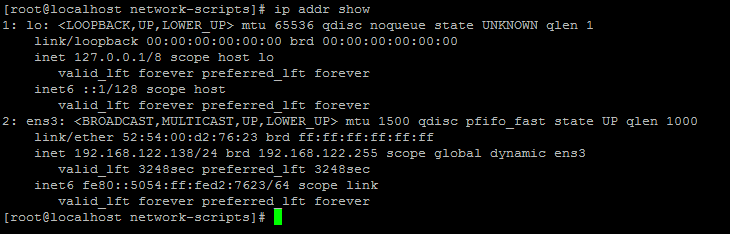 [root@localhost network-scripts]# ip addr show
1: lo: <LOOPBACK,UP,LOWER_UP> mtu 65536 qdisc noqueue state UNKNOWN qlen 1
    link/loopback 00:00:00:00:00:00 brd 00:00:00:00:00:00
    inet 127.0.0.1/8 scope host lo
       valid_lft forever preferred_lft forever
    inet6 ::1/128 scope host
       valid_lft forever preferred_lft forever
2: ens3: <BROADCAST,MULTICAST,UP,LOWER_UP> mtu 1500 qdisc pfifo_fast state UP qlen 1000
    link/ether 52:54:00:d2:76:23 brd ff:ff:ff:ff:ff:ff
    inet 192.168.122.138/24 brd 192.168.122.255 scope global dynamic ens3
       valid_lft 3248sec preferred_lft 3248sec
    inet6 fe80::5054:ff:fed2:7623/64 scope link
       valid_lft forever preferred_lft forever
[root@localhost network-scripts]#